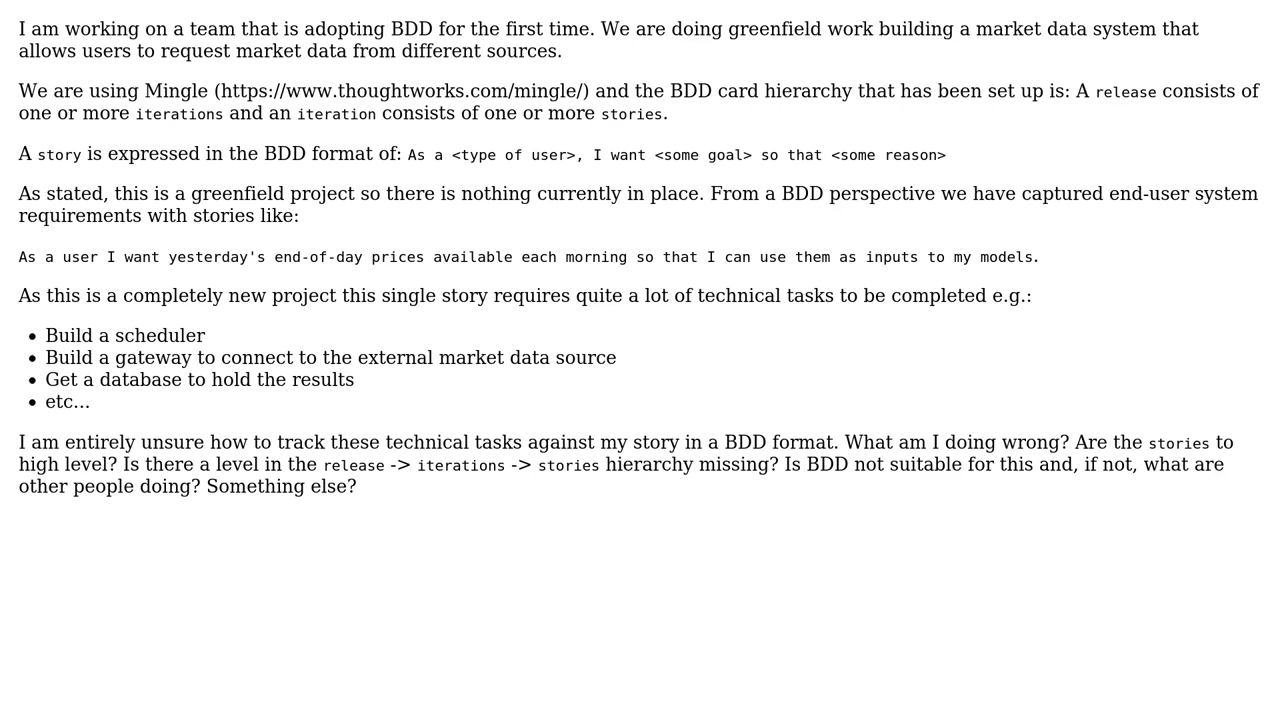 I am working on a team that is adopting BDD for the first time. We are doing greenfield work building a market data system that
allows users to request market data from different sources.
We are using Mingle (https://www.thoughtworks.com/mingle/) and the BDD card hierarchy that has been set up is: A release consists of
one or more iterations and an iteration consists of one or more stories.
A story is expressed in the BDD format of: As a <type of user>, I want <some goal> so that <some reason>
As stated, this is a greenfield project so there is nothing currently in place. From a BDD perspective we have captured end-user system
requirements with stories like:
As a user I want yesterday's end-of-day prices available each morning so that I can use them as inputs to my models.
As this is a completely new project this single story requires quite a lot of technical tasks to be completed e.g.:
• Build a scheduler
• Build a gateway to connect to the external market data source
• Get a database to hold the results
• etc...
I am entirely unsure how to track these technical tasks against my story in a BDD format. What am I doing wrong? Are the stories to
high level? Is there a level in the release -> iterations -> stories hierarchy missing? Is BDD not suitable for this and, if not, what are
other people doing? Something else?